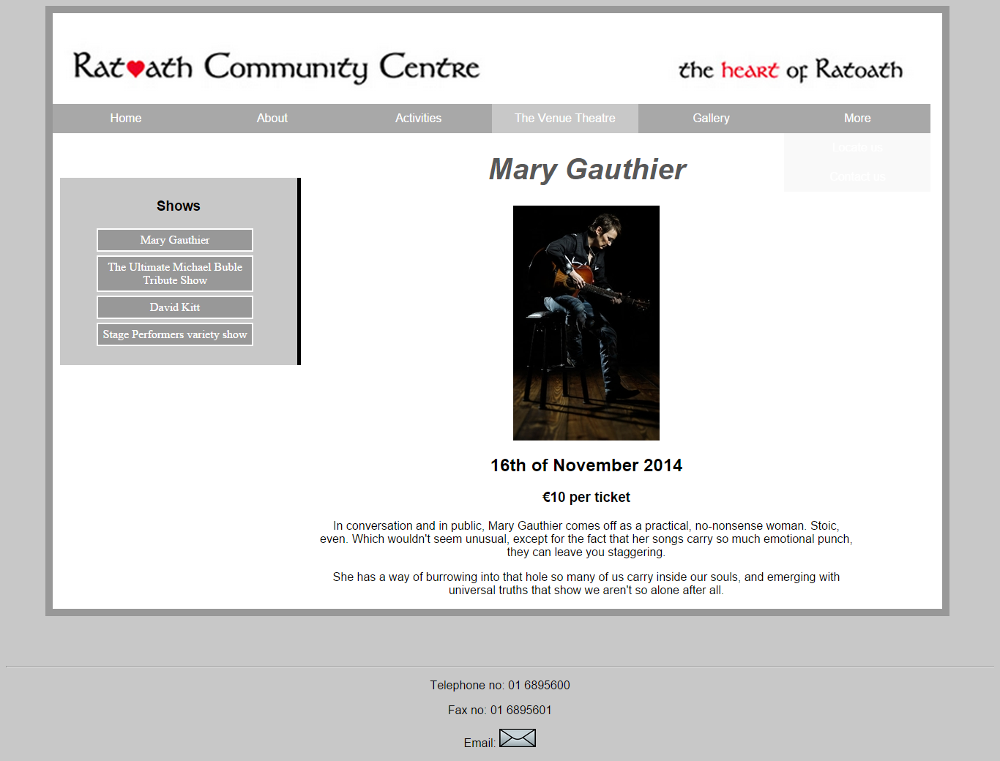 Ratoath Community Centre
the heart of Ratoath
Home About Activities The Venue Theatre Gallery More
Locate us
Contact us
Mary Gauthier
Shows
Mary Gauthier
The Ultimate Michael Buble
Tribute Show
David Kitt
Stage Performers variety show
16th of November 2014
€10 per ticket
In conversation and in public, Mary Gauthier comes off as a practical, no-nonsense woman. Stoic,
even. Which wouldn't seem unusual, except for the fact that her songs carry so much emotional punch,
they can leave you staggering.
She has a way of burrowing into that hole so many of us carry inside our souls, and emerging with
universal truths that show we aren't so alone after all.
Telephone no: 01 6895600
Fax no: 01 6895601
Email: